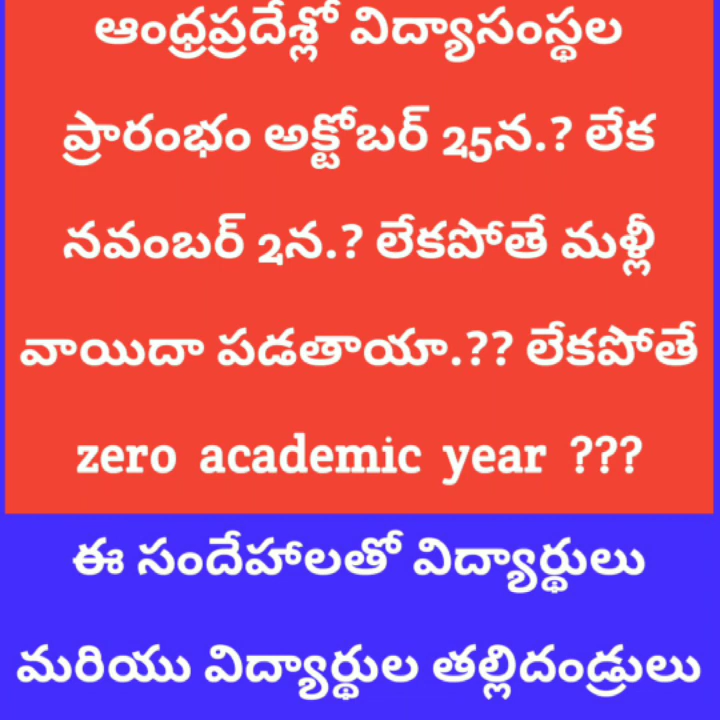 ఆంధ్రప్రదేశ్లో విద్యాసంస్థల
ప్రారంభం అక్టోబర్ 25న.? లేక
నవంబర్ 2న.? లేకపోతే మళ్లీ
వాయిదా పడతాయా.?? లేకపోతే
zero academic year ???
ఈ సందేహాలతో విద్యార్థులు
మరియు విద్యార్థుల తల్లిదండ్రులు